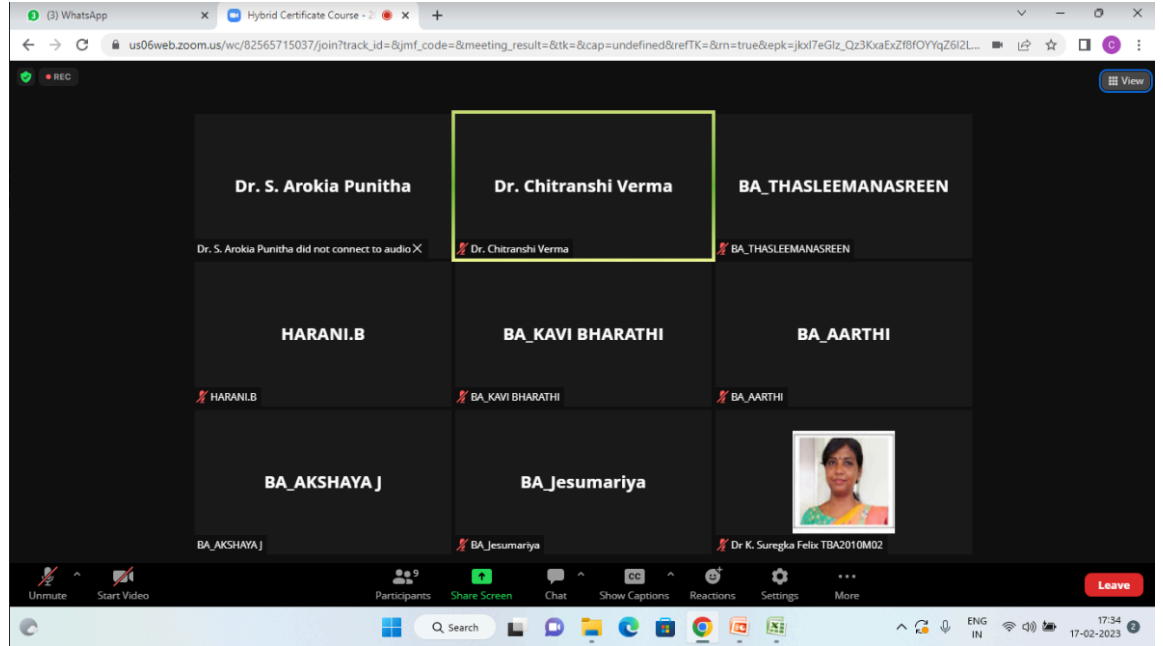 (3) WhatsApp
Hybrid Certificate Course - 2
us06web.zoom.us/wc/82565715037/join?track_id=&jmf_code=&meeting_result=&tk=&cap=undefined&refTK=&rn=true&epk=jkxl7eGlz_Qz3KxaExZf8fOYYqZ6l2L...
C
REC
View
Dr. S. Arokia Punitha
Dr. Chitranshi Verma
BA_THASLEEMANASREEN
Dr. S. Arokia Punitha did not connect to audio
Dr. Chitranshi Verma
BA_THASLEEMANASREEN
HARANI.B
BA_KAVI BHARATHI
BA_AARTHI
HARANI.B
BA_KAVI BHARATHI
BA_AARTHI
BA_AKSHAYA J
BA_Jesumariya
BA_AKSHAYA J
BA_Jesumariya
Dr K. Suregka Felix TBA2010M02
9
CC
Unmute
Start Video
Participants
Share Screen
Chat
Show Captions
Reactions
Settings
More
Leave
Search
ENG
IN
17:34
17-02-2023
2